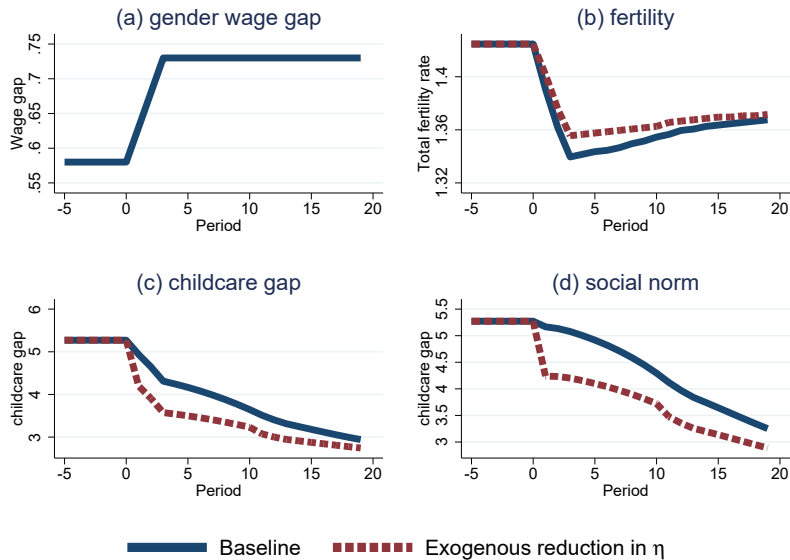 (a) gender wage gap
Wage gap
.55 .6 .65 .7 .75
-5 0 5 10 15 20
Period
(b) fertility
Total fertility rate
1.32 1.36 1.4
-5 0 5 10 15 20
Period
(c) childcare gap
childcare gap
3 4 5 6
-5 0 5 10 15 20
Period
(d) social norm
childcare gap
3 3.5 4 4.5 5 5.5
-5 0 5 10 15 20
Period
Baseline Exogenous reduction in η